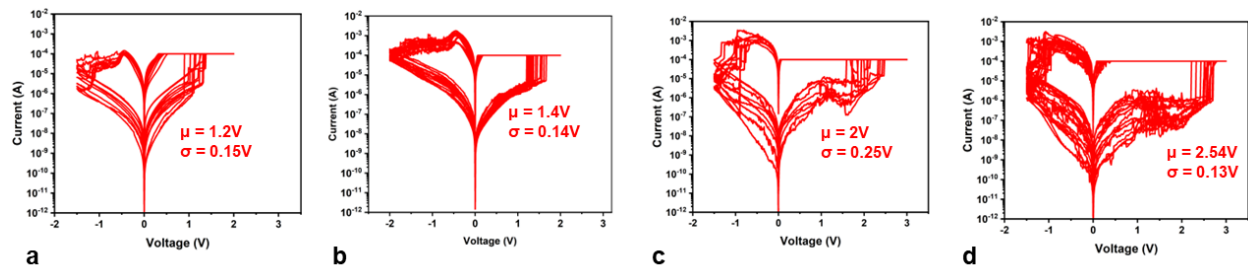 10⁻²
10⁻³
10⁻⁴
10⁻⁵
10⁻⁶
10⁻⁷
10⁻⁸
10⁻⁹
10⁻¹⁰
10⁻¹¹
10⁻¹²
Current (A)
μ = 1.2V
σ = 0.15V
-2 -1 0 1 2 3
Voltage (V)
a
10⁻²
10⁻³
10⁻⁴
10⁻⁵
10⁻⁶
10⁻⁷
10⁻⁸
10⁻⁹
10⁻¹⁰
10⁻¹¹
10⁻¹²
Current (A)
μ = 1.4V
σ = 0.14V
-2 -1 0 1 2 3
Voltage (V)
b
10⁻²
10⁻³
10⁻⁴
10⁻⁵
10⁻⁶
10⁻⁷
10⁻⁸
10⁻⁹
10⁻¹⁰
10⁻¹¹
10⁻¹²
Current (A)
μ = 2V
σ = 0.25V
-2 -1 0 1 2 3
Voltage (V)
c
10⁻²
10⁻³
10⁻⁴
10⁻⁵
10⁻⁶
10⁻⁷
10⁻⁸
10⁻⁹
10⁻¹⁰
10⁻¹¹
10⁻¹²
Current (A)
μ = 2.54V
σ = 0.13V
-2 -1 0 1 2 3
Voltage (V)
d